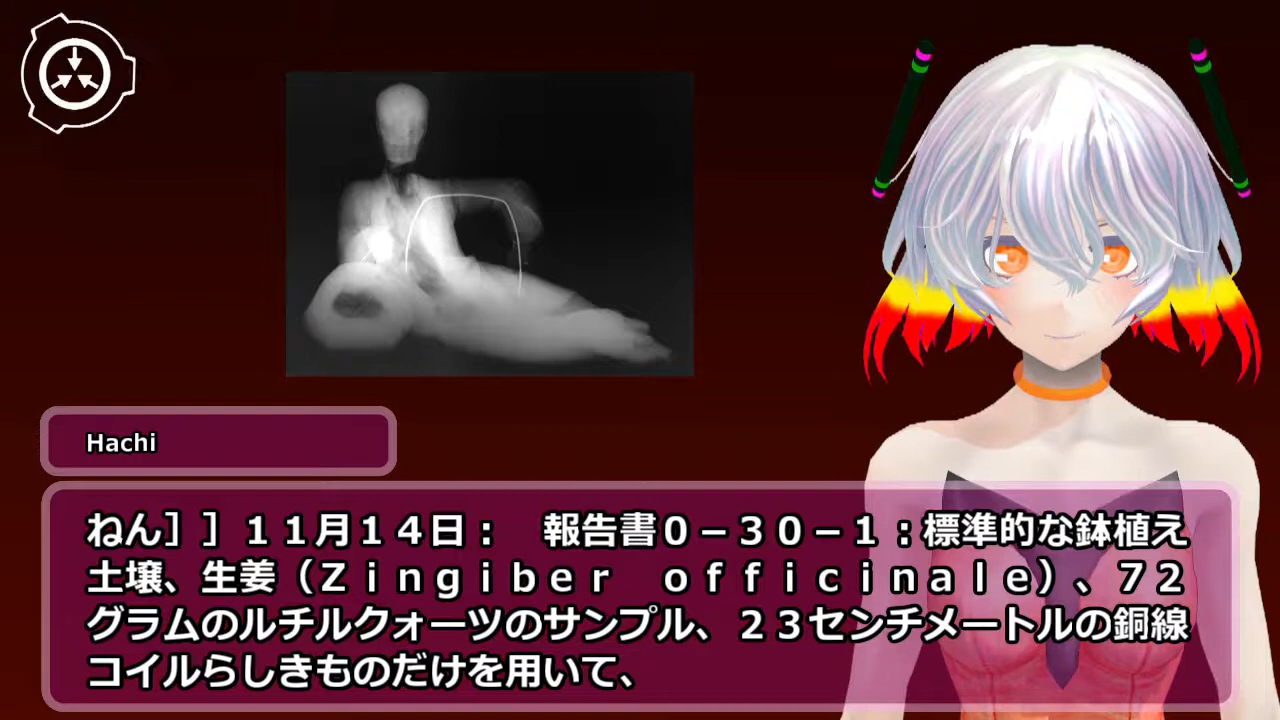 Hachi
ねん］］１１月１４日：　報告書０－３０－１：標準的な鉢植え
土壌、生姜（Ｚｉｎｇｉｂｅｒ　ｏｆｆｉｃｉｎａｌｅ）、７２
グラムのルチルクォーツのサンプル、２３センチメートルの銅線
コイルらしきものだけを用いて、